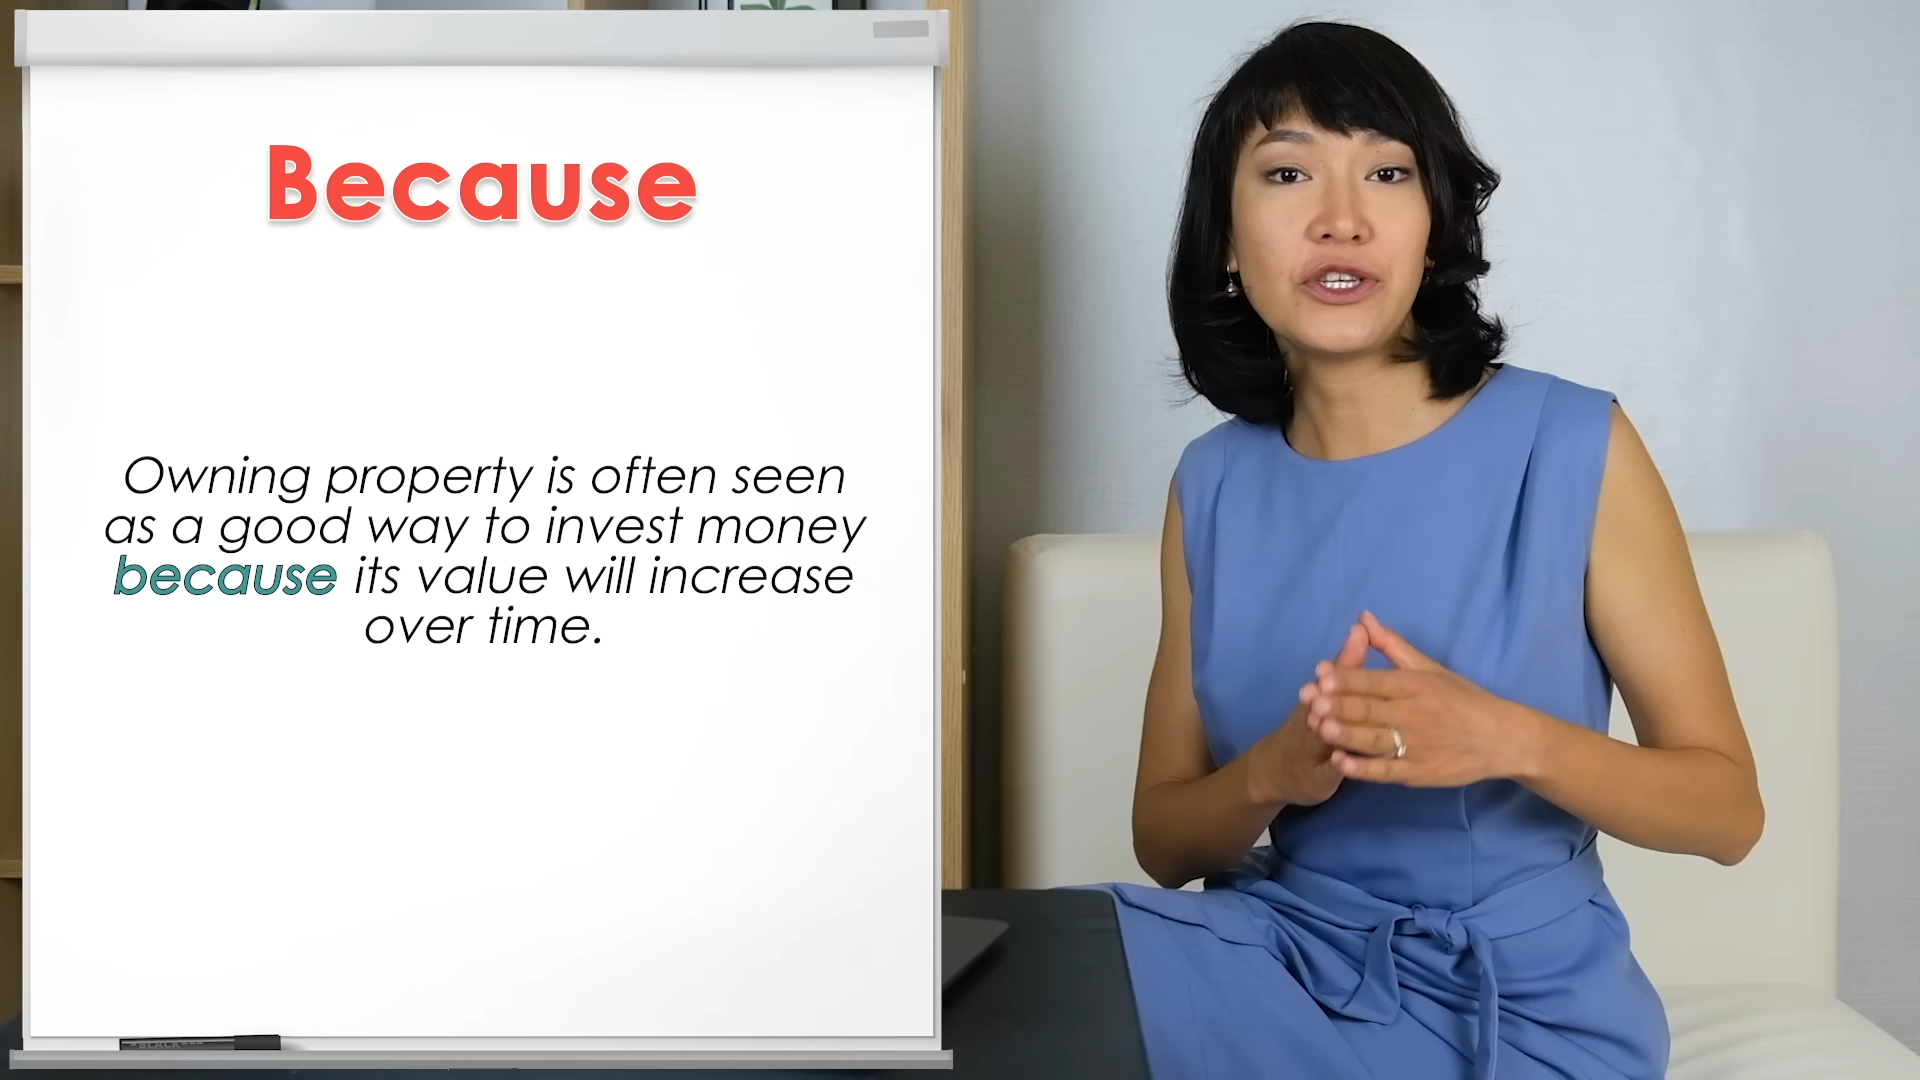 Because
Owning property is often seen
as a good way to invest money
because its value will increase
over time.
BLACK